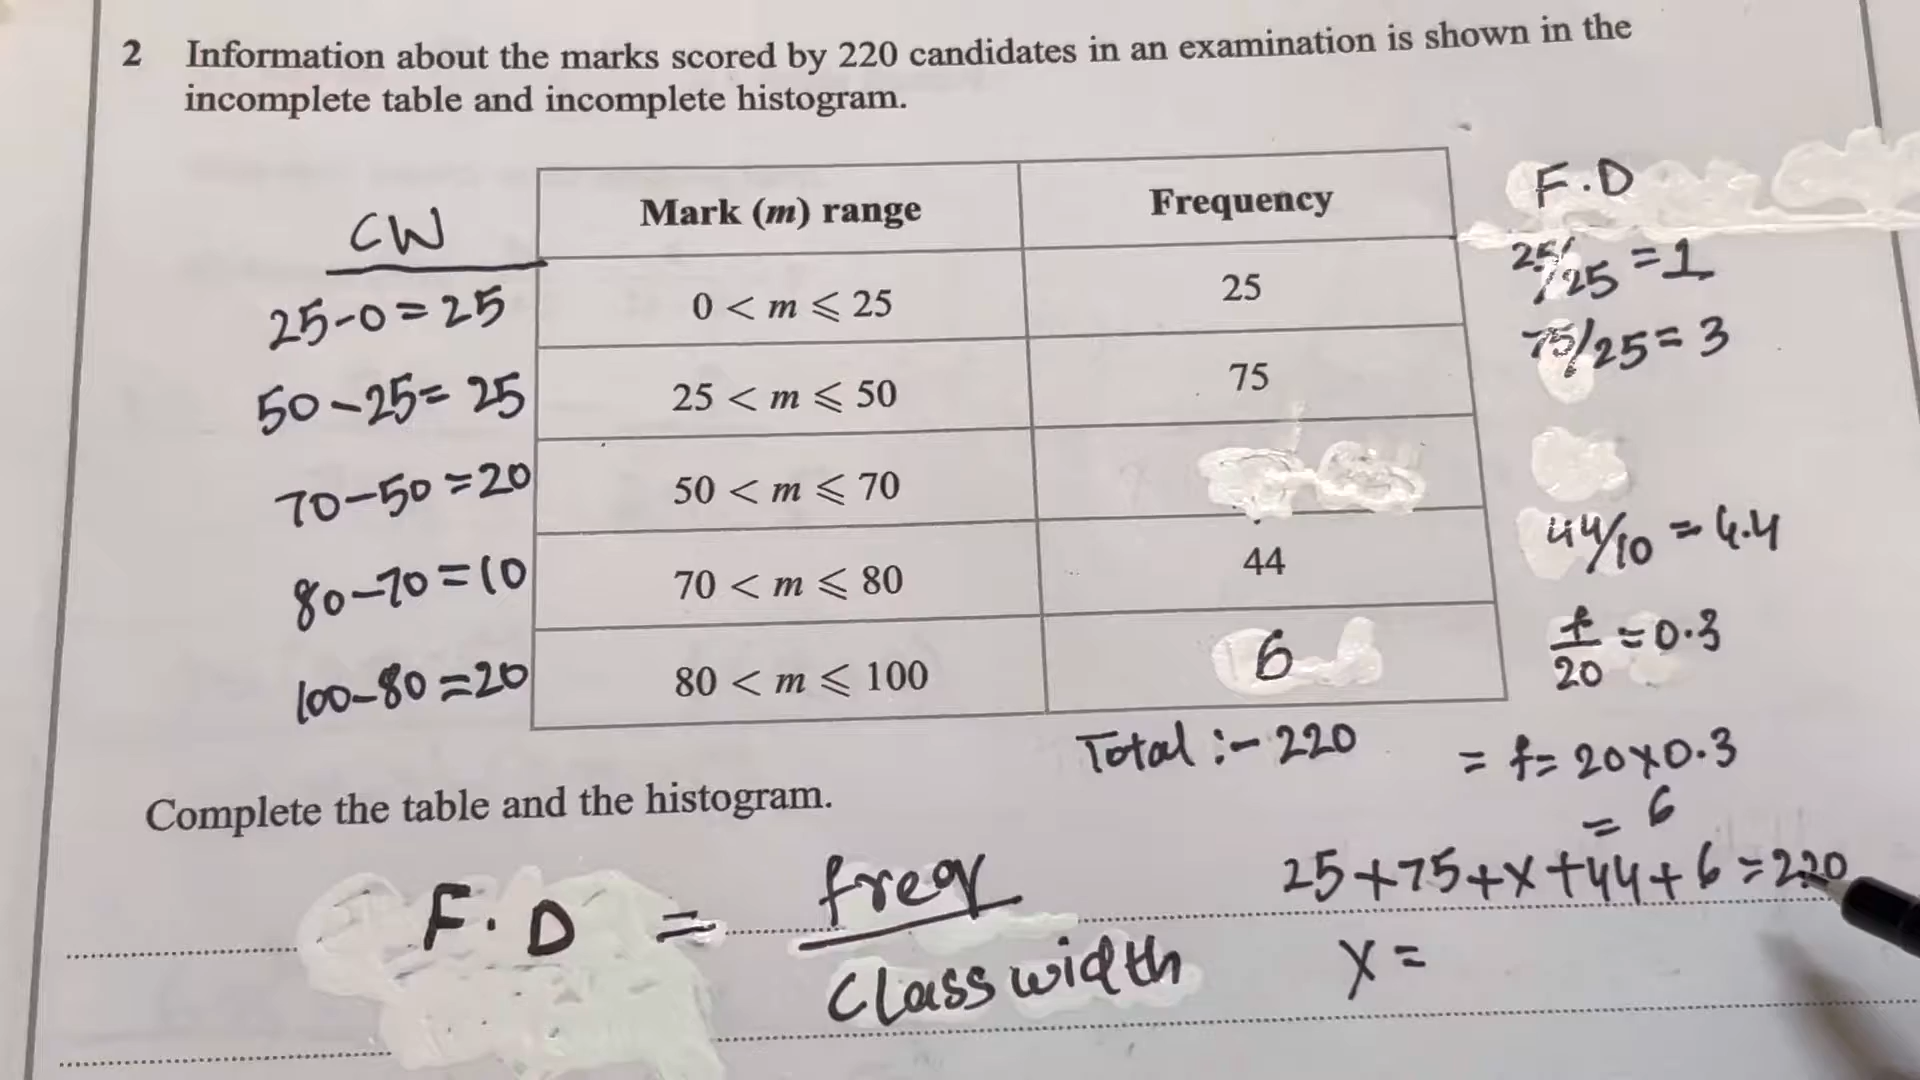 2 Information about the marks scored by 220 candidates in an examination is shown in the
incomplete table and incomplete histogram.
CW Mark (m) range Frequency F.D
25-0=25 0 < m ⩽ 25 25 25/25 =1
50-25=25 25 < m ⩽ 50 75 75/25=3
70-50=20 50 < m ⩽ 70
80-70=10 70 < m ⩽ 80 44 44/10 = 4.4
100-80=20 80 < m ⩽ 100 6 f/20 =0.3
Total :- 220 = f= 20×0.3
= 6
Complete the table and the histogram.
25+75+x+44+6=220
F.D = freq/Class width
x =